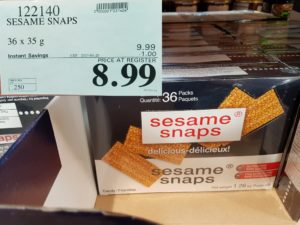 122140
SESAME SNAPS
36 x 35 g
9.99
Instant Savings
1.00
PRICE AT REGISTER
8.99
250
Quantité 36 Packs
Paquets
sesame®
snaps
delicious-délicieux!
sesame®
snaps